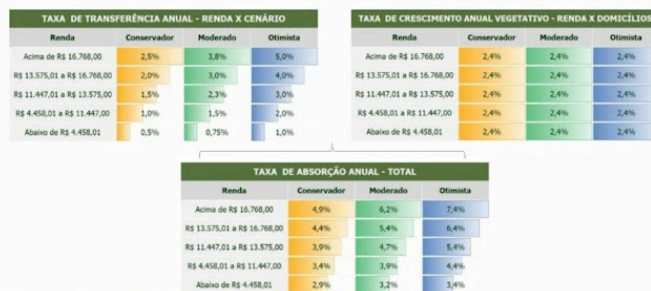 TAXA DE TRANSFERÊNCIA ANUAL - RENDA X CENÁRIO
Renda Conservador Moderado Otimista
Acima de R$ 16.768,00 2,5% 3,8% 5,0%
R$ 13.575,01 a R$ 16.768,00 2,0% 3,0% 4,0%
R$ 11.447,01 a R$ 13.575,00 1,5% 2,3% 3,0%
R$ 4.458,01 a R$ 11.447,00 1,0% 1,5% 2,0%
Abaixo de R$ 4.458,01 0,5% 0,75% 1,0%
TAXA DE CRESCIMENTO ANUAL VEGETATIVO - RENDA X DOMICÍLIOS
Renda Conservador Moderado Otimista
Acima de R$ 16.768,00 2,4% 2,4% 2,4%
R$ 13.575,01 a R$ 16.768,00 2,4% 2,4% 2,4%
R$ 11.447,01 a R$ 13.575,00 2,4% 2,4% 2,4%
R$ 4.458,01 a R$ 11.447,00 2,4% 2,4% 2,4%
Abaixo de R$ 4.458,01 2,4% 2,4% 2,4%
TAXA DE ABSORÇÃO ANUAL - TOTAL
Renda Conservador Moderado Otimista
Acima de R$ 16.768,00 4,9% 6,2% 7,4%
R$ 13.575,01 a R$ 16.768,00 4,4% 5,4% 6,4%
R$ 11.447,01 a R$ 13.575,00 3,9% 4,7% 5,4%
R$ 4.458,01 a R$ 11.447,00 3,4% 3,9% 4,4%
Abaixo de R$ 4.458,01 2,9% 3,2% 3,4%